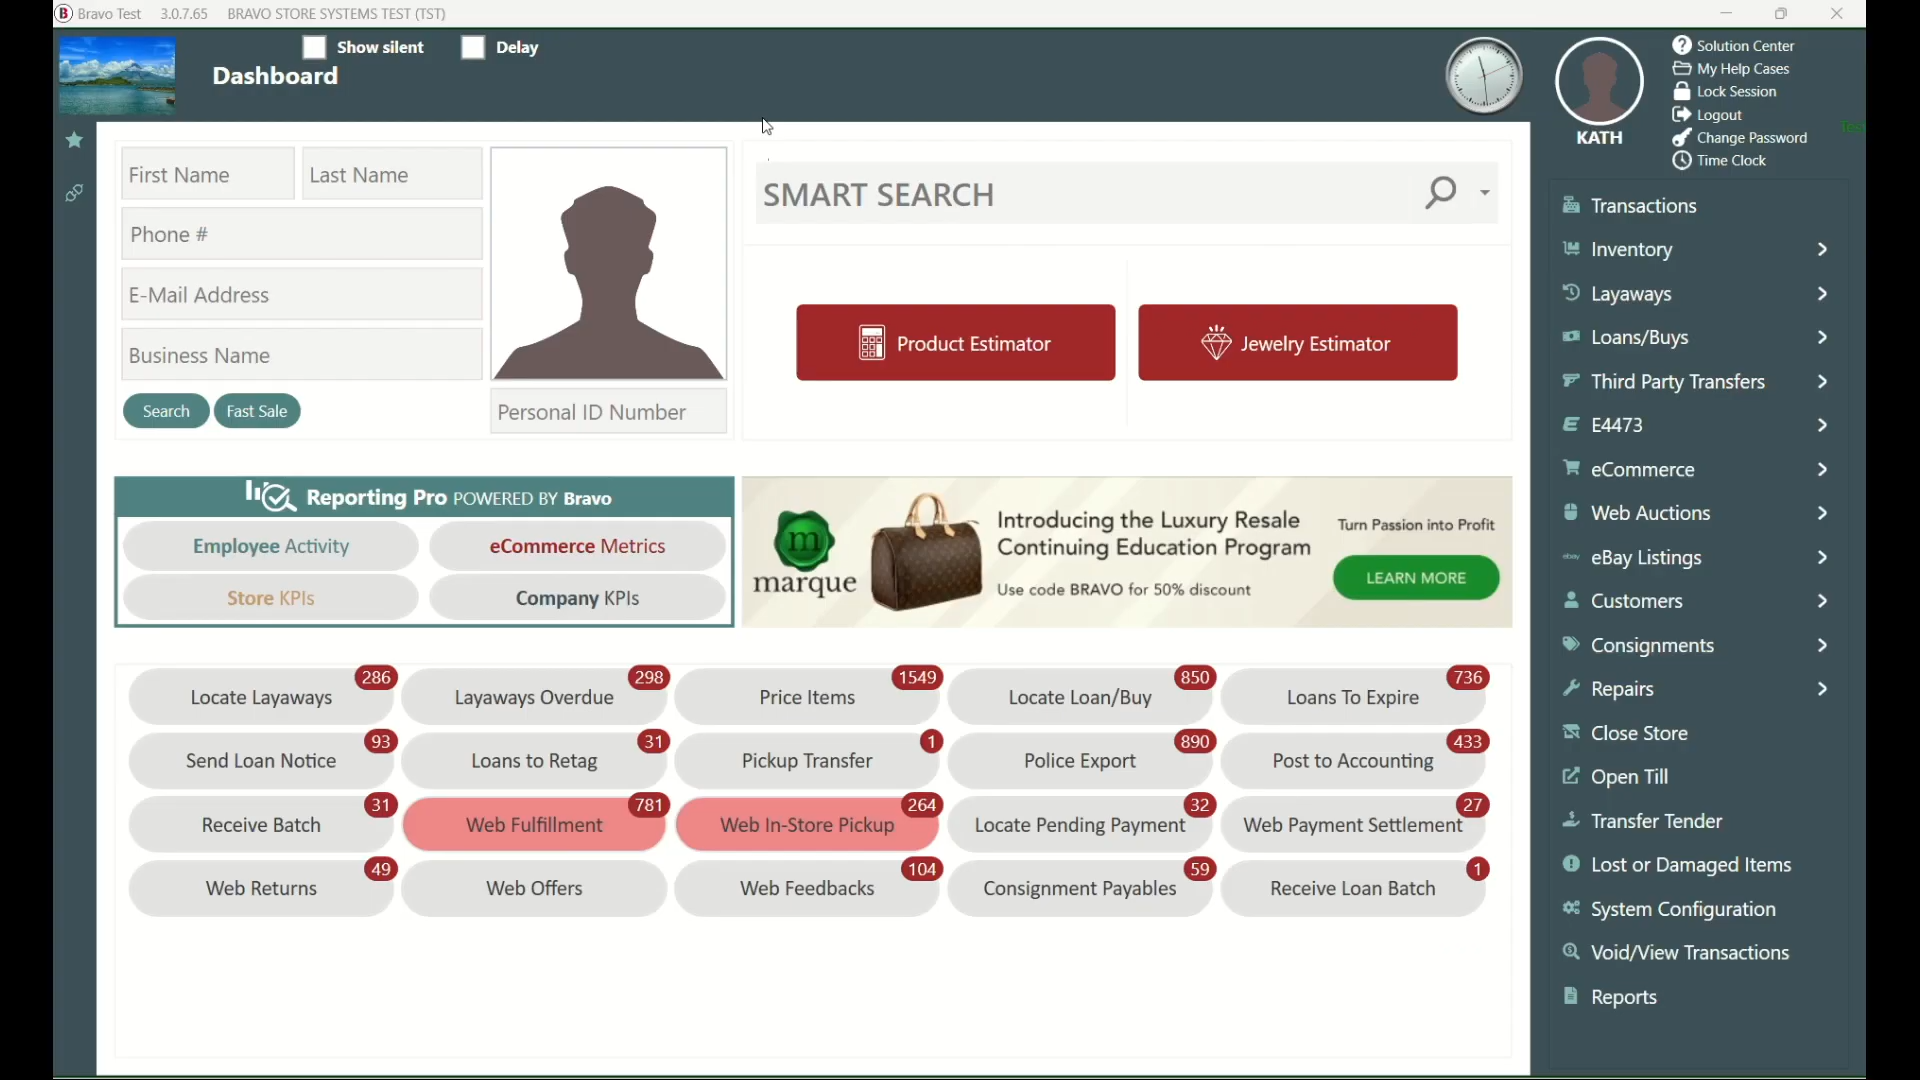 Bravo Test 3.0.7.65 BRAVO STORE SYSTEMS TEST (TST)
Show silent Delay
Dashboard
Solution Center
My Help Cases
Lock Session
Logout
Change Password
Time Clock
KATH
First Name Last Name
Phone #
E-Mail Address
Business Name
Search Fast Sale
Personal ID Number
SMART SEARCH
Product Estimator Jewelry Estimator
Reporting Pro POWERED BY Bravo
Employee Activity eCommerce Metrics
Store KPIs Company KPIs
m
marque
Introducing the Luxury Resale
Continuing Education Program
Use code BRAVO for 50% discount
Turn Passion into Profit
LEARN MORE
Locate Layaways 286 Layaways Overdue 298 Price Items 1549 Locate Loan/Buy 850 Loans To Expire 736
Send Loan Notice 93 Loans to Retag 31 Pickup Transfer 1 Police Export 890 Post to Accounting 433
Receive Batch 31 Web Fulfillment 781 Web In-Store Pickup 264 Locate Pending Payment 32 Web Payment Settlement 27
Web Returns 49 Web Offers Web Feedbacks 104 Consignment Payables 59 Receive Loan Batch 1
Transactions
Inventory
Layaways
Loans/Buys
Third Party Transfers
E4473
eCommerce
Web Auctions
ebay eBay Listings
Customers
Consignments
Repairs
Close Store
Open Till
Transfer Tender
Lost or Damaged Items
System Configuration
Void/View Transactions
Reports